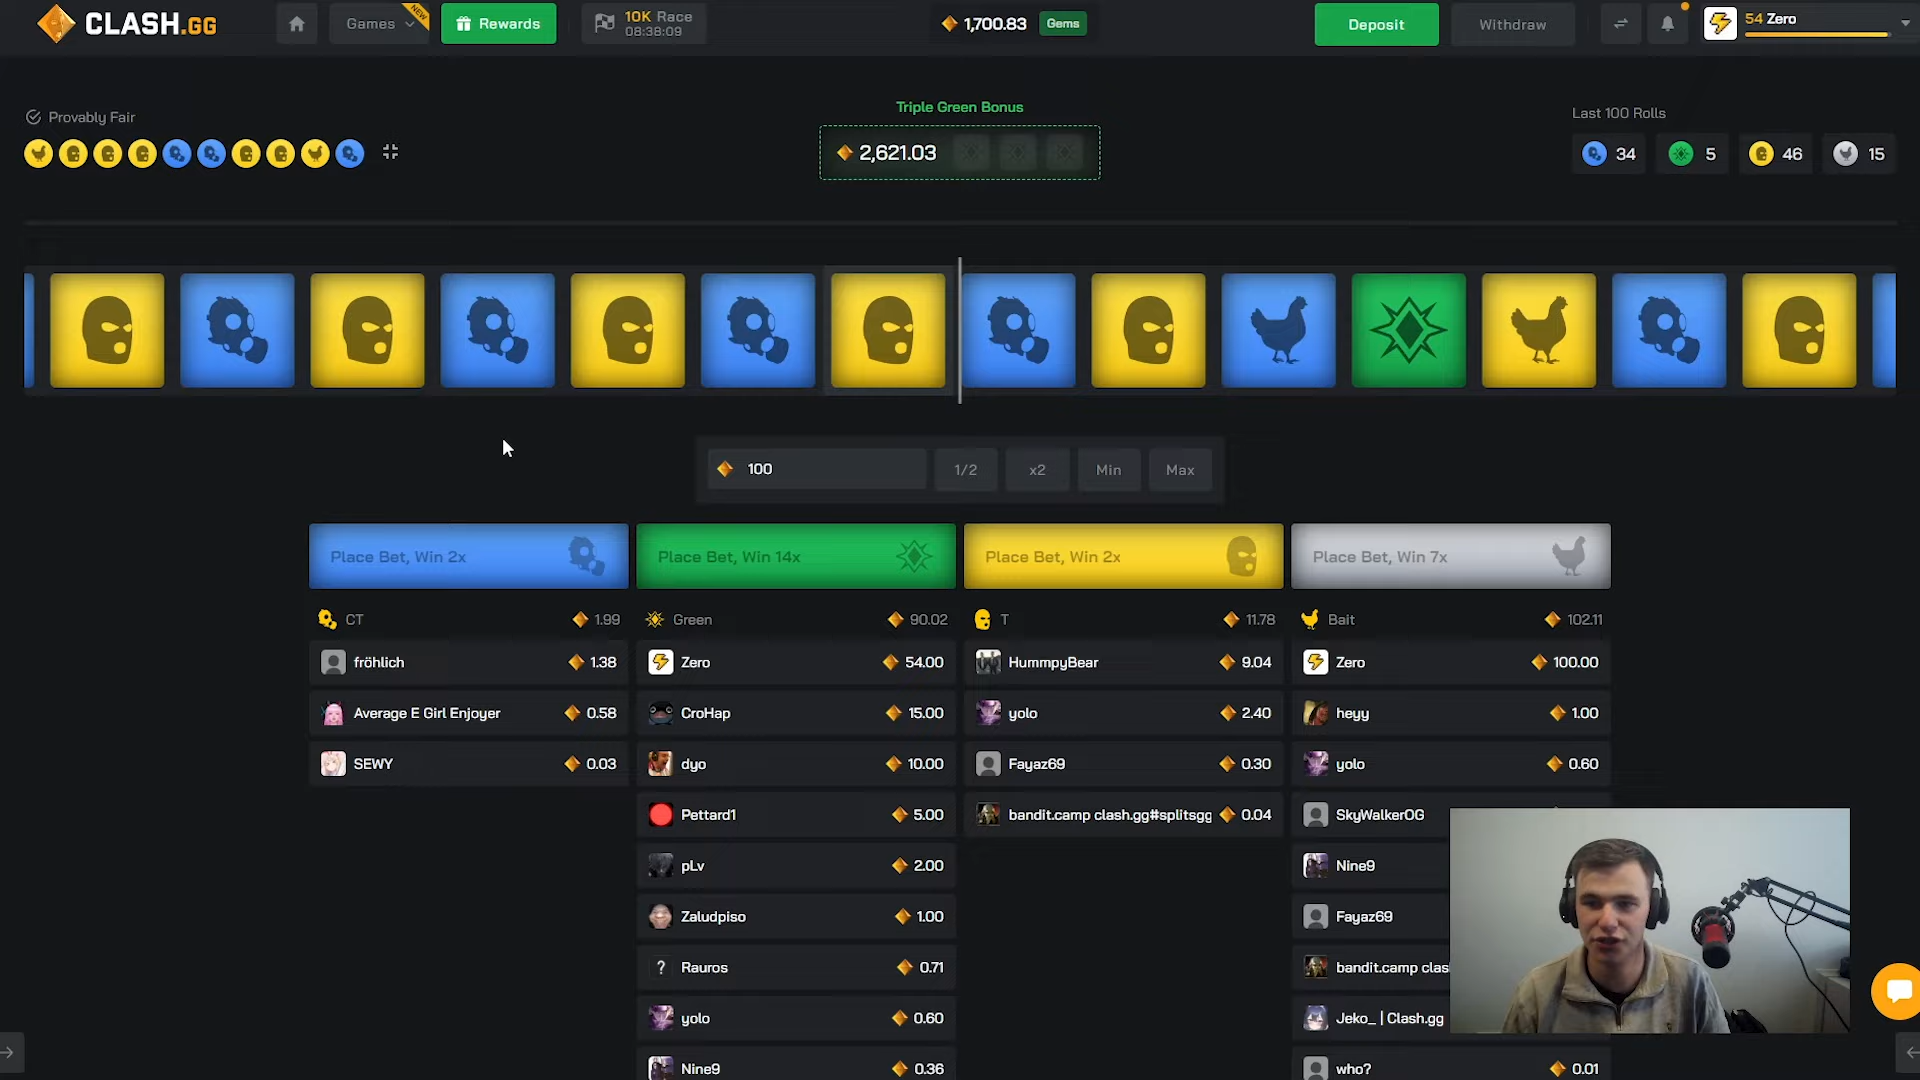 CLASH.GG
Games
NEW
Rewards
10K Race
08:38:09
1,700.83
Gems
Deposit
Withdraw
54 Zero
Provably Fair
Triple Green Bonus
2,621.03
Last 100 Rolls
34
5
46
15
100
1/2
x2
Min
Max
Place Bet, Win 2x
Place Bet, Win 14x
Place Bet, Win 2x
Place Bet, Win 7x
CT 1.99
Green 90.02
T 11.78
Bait 102.11
fröhlich 1.38
Zero 54.00
HummpyBear 9.04
Zero 100.00
Average E Girl Enjoyer 0.58
CroHap 15.00
yolo 2.40
heyy 1.00
SEWY 0.03
dyo 10.00
Fayaz69 0.30
yolo 0.60
Pettard1 5.00
bandit.camp clash.gg#splitsgg 0.04
SkyWalkerOG
pLv 2.00
Nine9
Zaludpiso 1.00
Fayaz69
? Rauros 0.71
bandit.camp clas
yolo 0.60
Jeko_ | Clash.gg
Nine9 0.36
who? 0.01